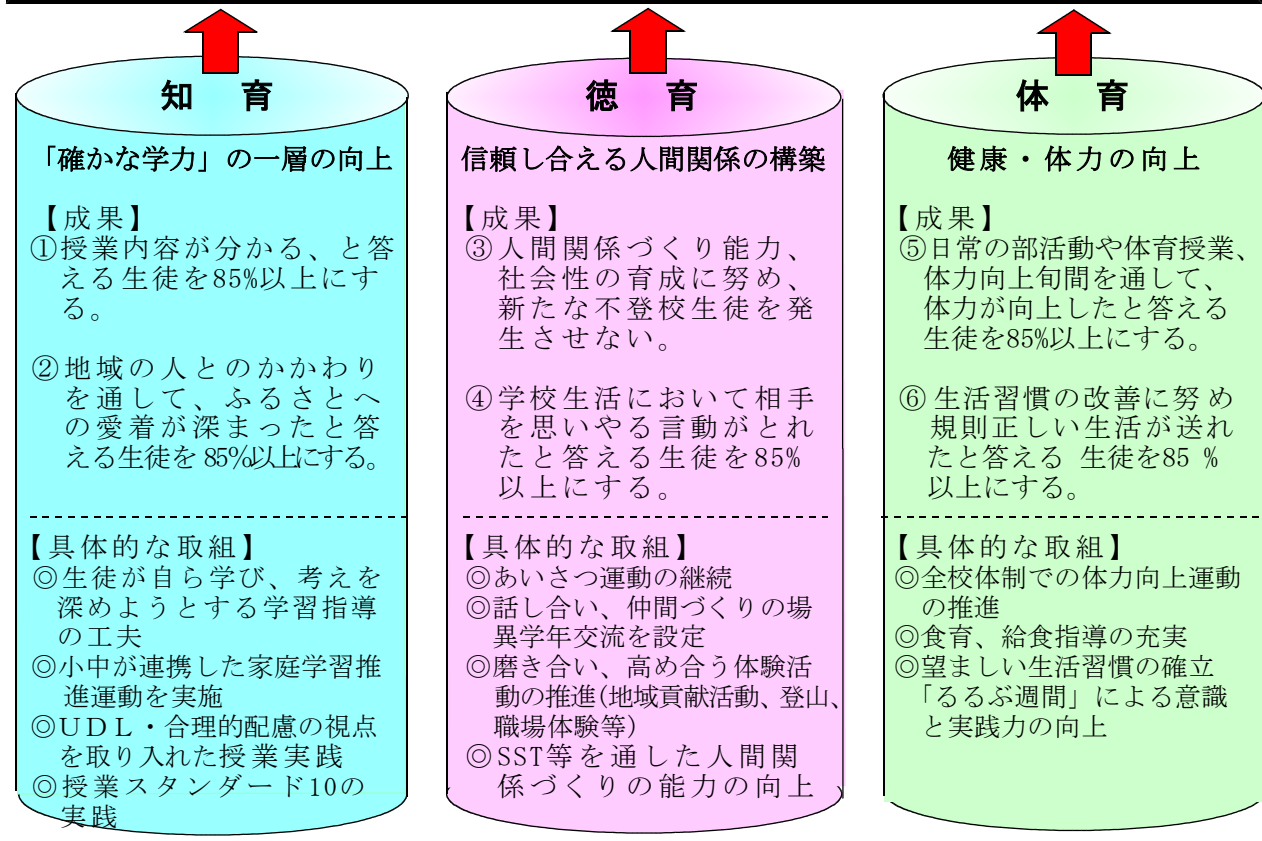 知　育
「確かな学力」の一層の向上
【成果】
①授業内容が分かる、と答
える生徒を85%以上にす
る。
②地域の人とのかかわり
を通して、ふるさとへ
の愛着が深まったと答
える生徒を 85%以上にする。
【具体的な取組】
◎生徒が自ら学び、考えを
深めようとする学習指導
の工夫
◎小中が連携した家庭学習推
進運動を実施
◎ＵＤＬ・合理的配慮の視点
を取り入れた授業実践
◎授業スタンダード10の
実践
徳　育
信頼し合える人間関係の構築
【成果】
③人間関係づくり能力、
社会性の育成に努め、
新たな不登校生徒を発
生させない。
④学校生活において相手
を思いやる言動がとれ
たと答える生徒を85%
以上にする。
【具体的な取組】
◎あいさつ運動の継続
◎話し合い、仲間づくりの場
異学年交流を設定
◎磨き合い、高め合う体験活
動の推進(地域貢献活動、登山、
職場体験等)
◎SST等を通した人間関
係づくりの能力の向上
体　育
健康・体力の向上
【成果】
⑤日常の部活動や体育授業、
体力向上旬間を通して、
体力が向上したと答える
生徒を85%以上にする。
⑥生活習慣の改善に努め
規則正しい生活が送れ
たと答える 生徒を85 %
以上にする。
【具体的な取組】
◎全校体制での体力向上運動
の推進
◎食育、給食指導の充実
◎望ましい生活習慣の確立
「るるぶ週間」による意識
と実践力の向上